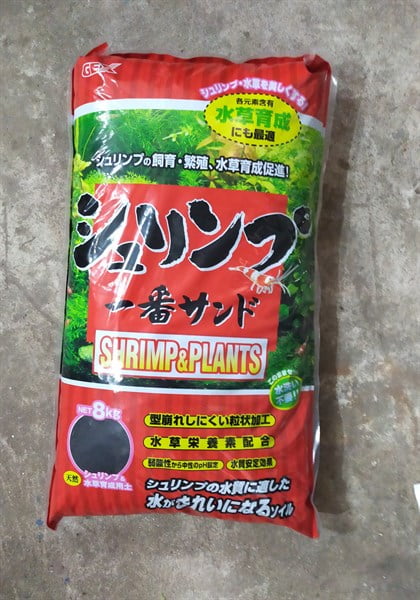 GEX
シュリンプ・水草を美しくする!
各元素含有
水草育成
にも最適
シュリンプの飼育・繁殖、水草育成促進!
シュリンプ
一番サンド
SHRIMP&PLANTS
NET 8kg
型崩れしにくい粒状加工
水草栄養素配合
弱酸性から中性のpH設定
水質安定効果
天然
シュリンプ&
水草育成用土
シュリンプの水質に適した
水がきれいになるソイル